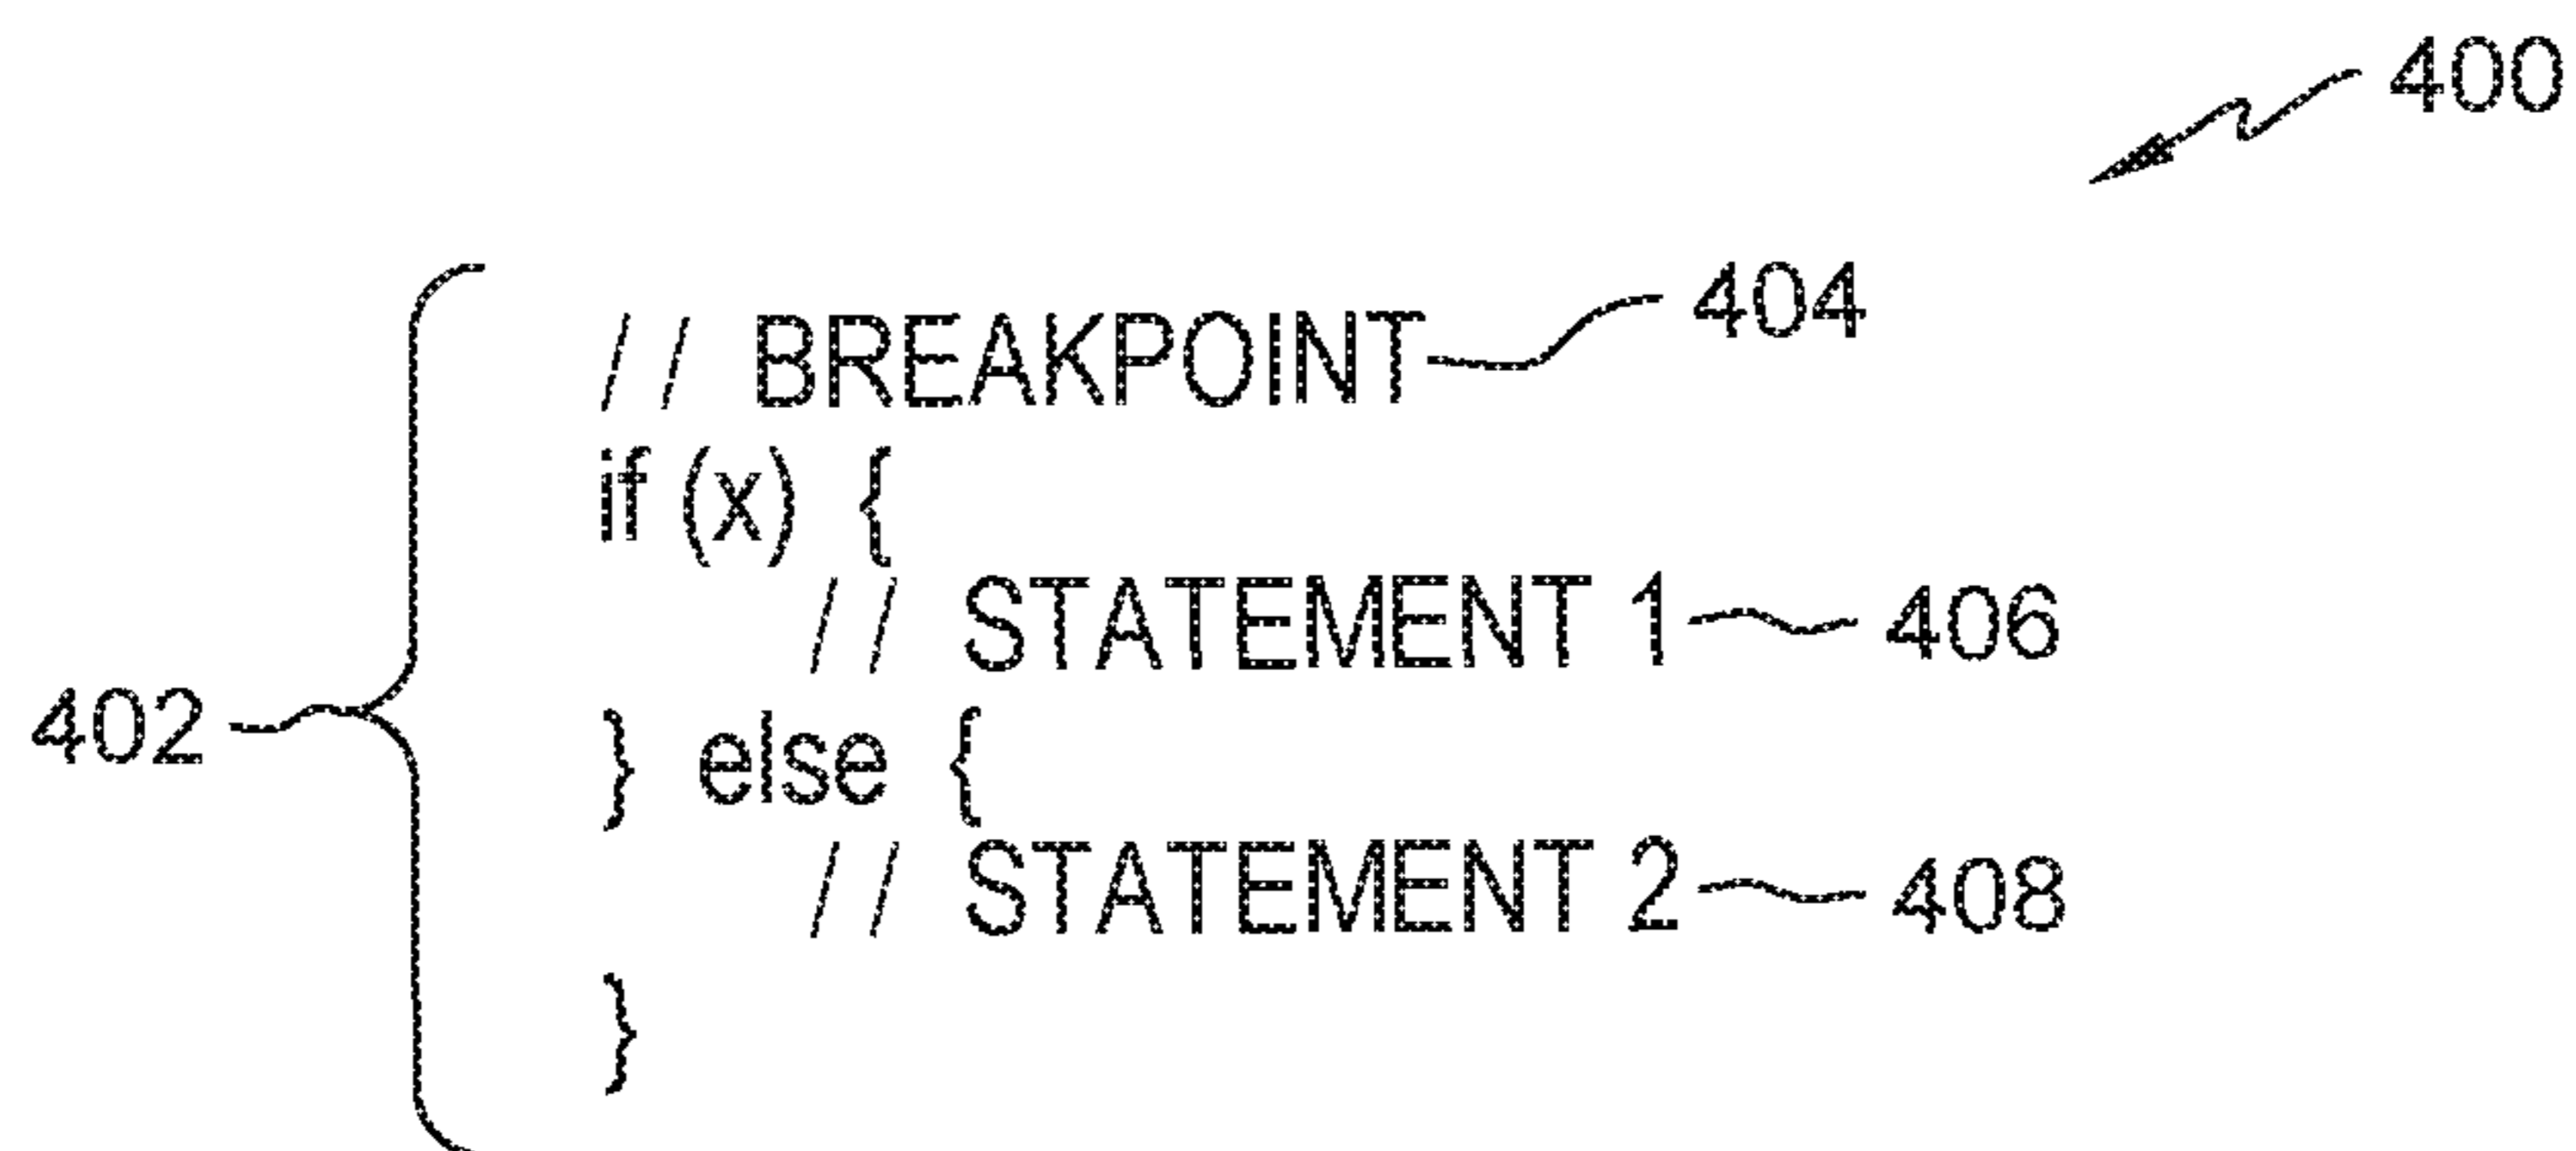 400
// BREAKPOINT 404
if (x) {
// STATEMENT 1 406
402 } else {
// STATEMENT 2 408
}